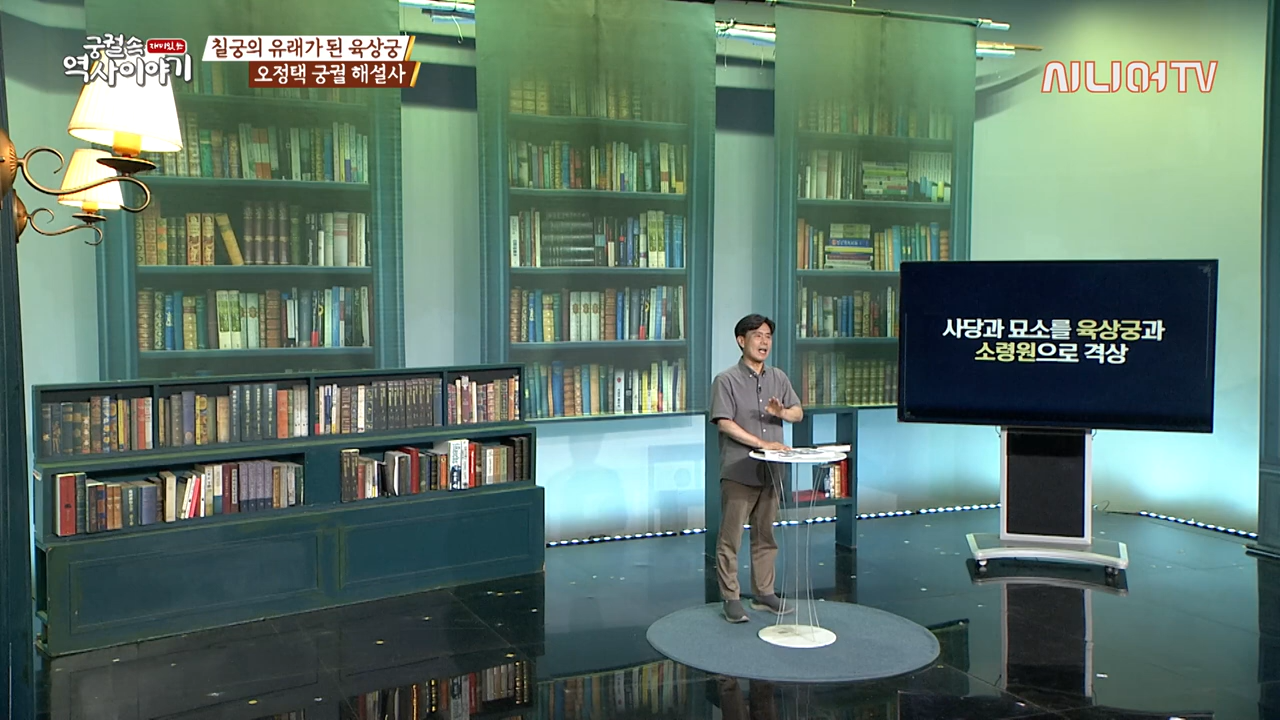 궁궐속 재미있는
역사이야기
칠궁의 유래가 된 육상궁
오정택 궁궐 해설사
시니어TV
사당과 묘소를 육상궁과
소령원으로 격상